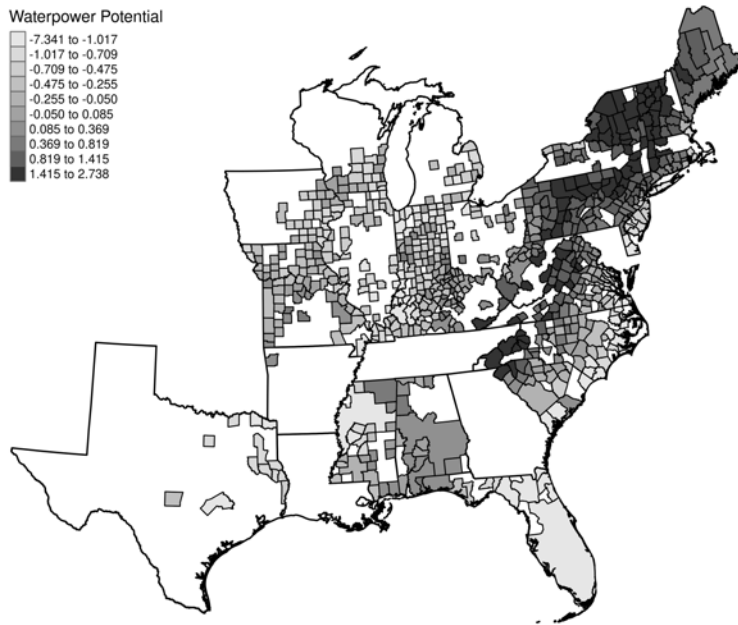 Waterpower Potential
-7.341 to -1.017
-1.017 to -0.709
-0.709 to -0.475
-0.475 to -0.255
-0.255 to -0.050
-0.050 to 0.085
0.085 to 0.369
0.369 to 0.819
0.819 to 1.415
1.415 to 2.738